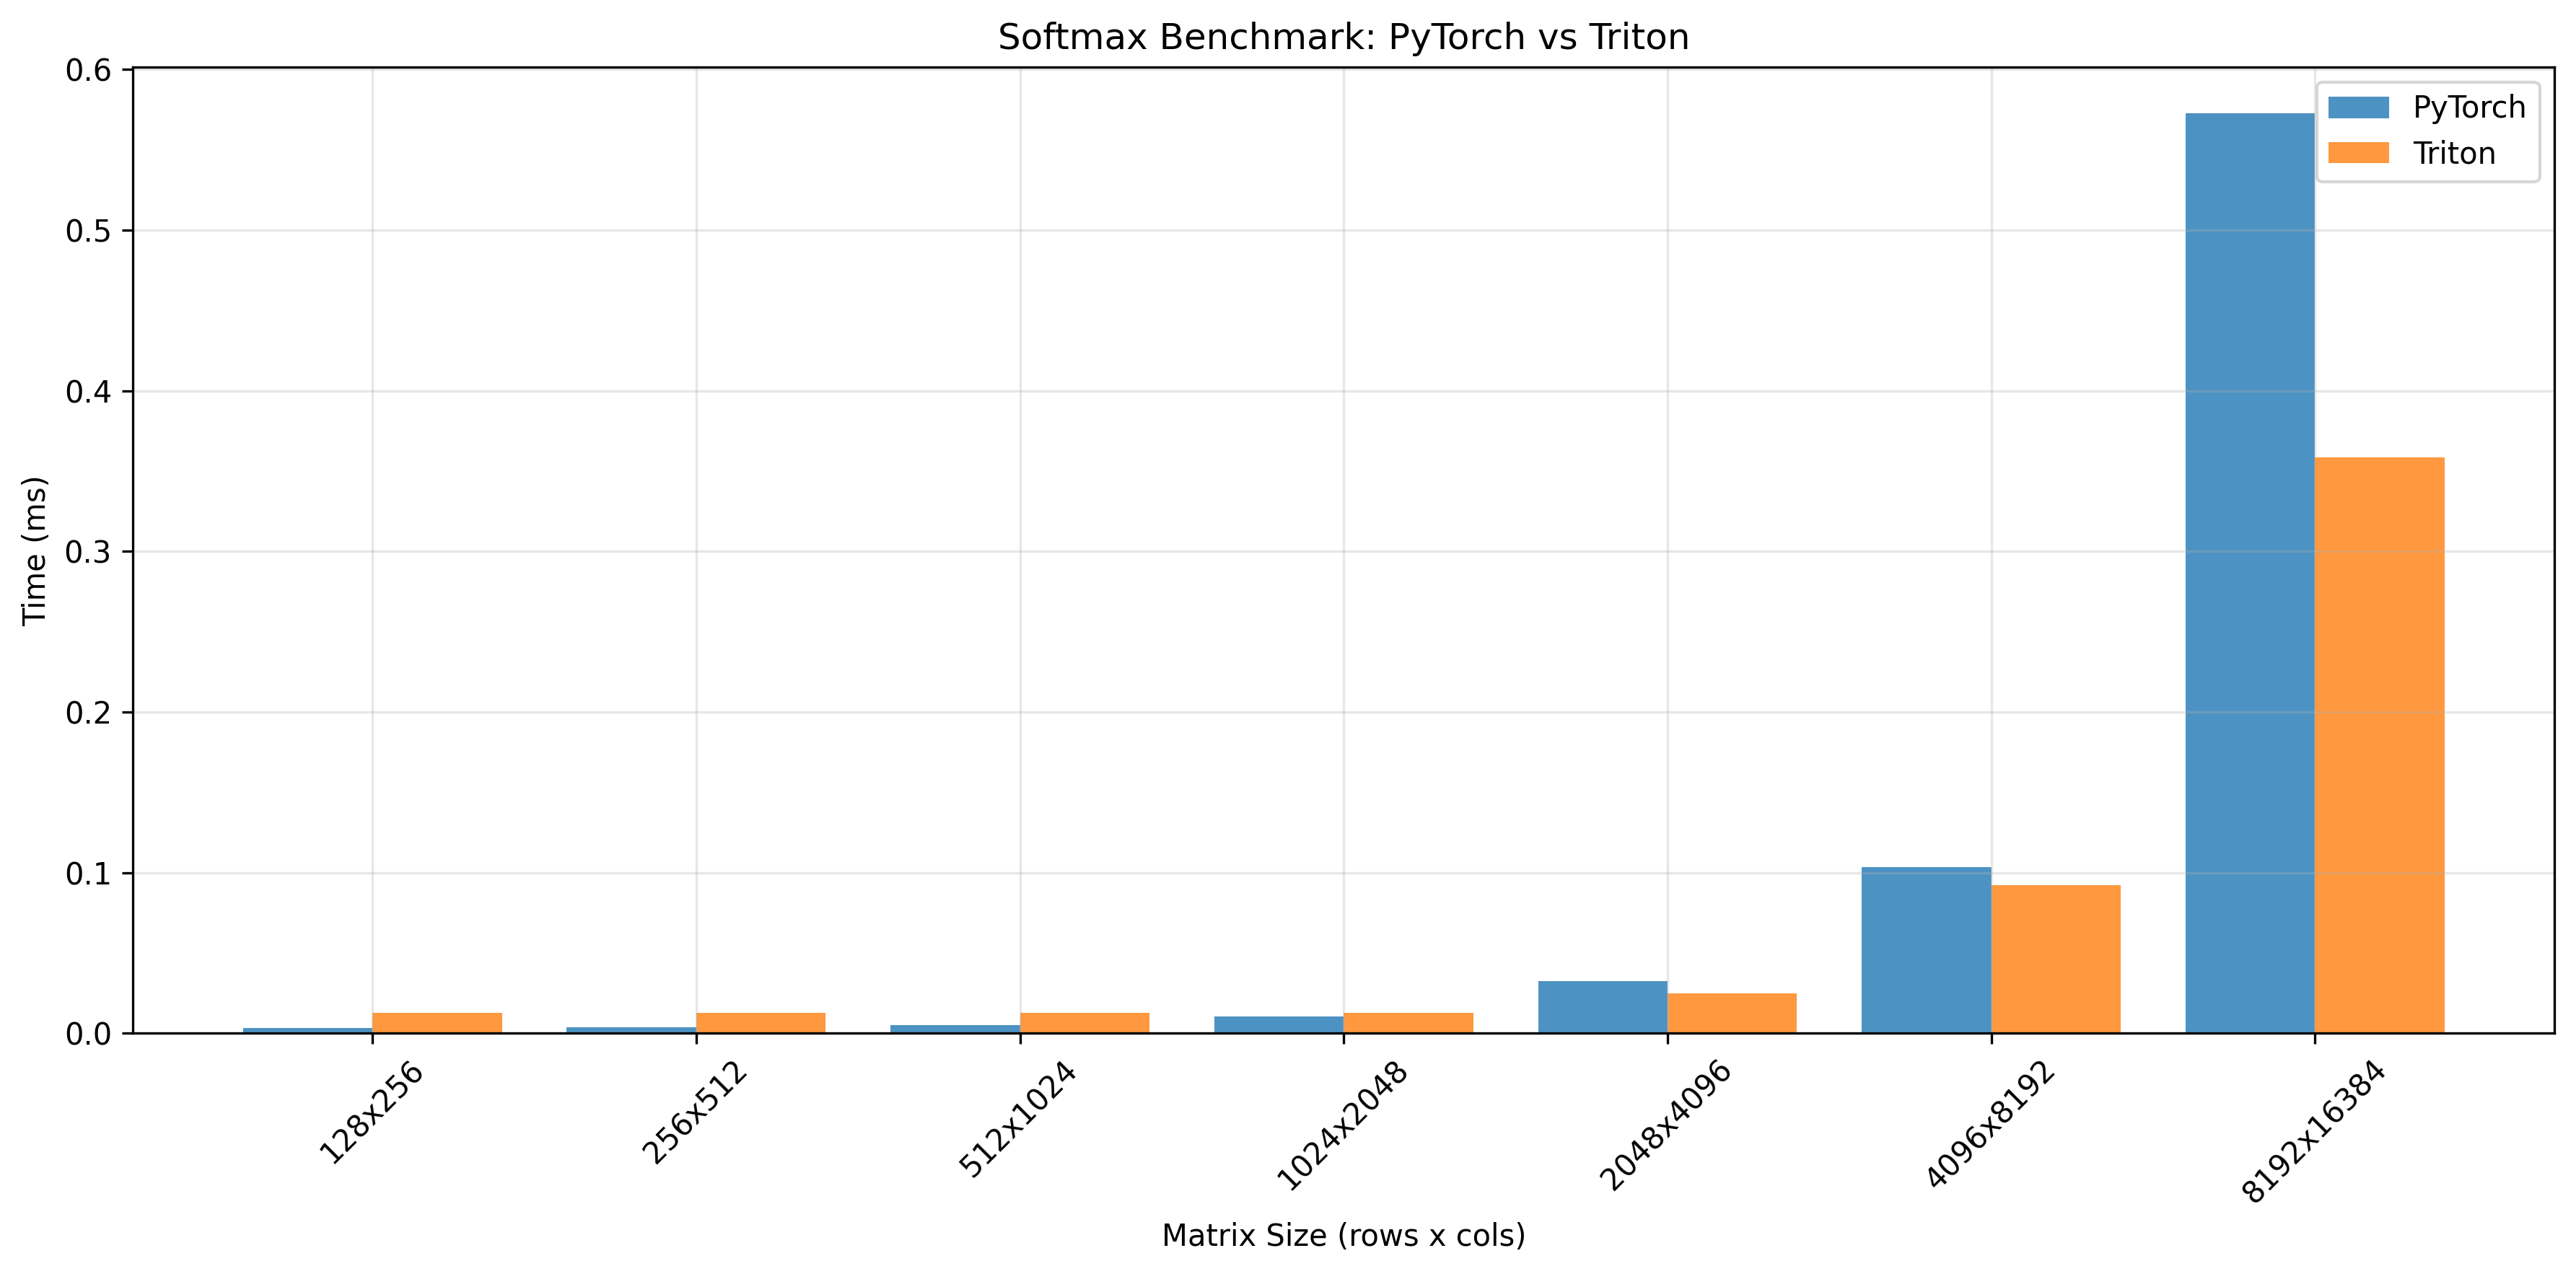 Softmax Benchmark: PyTorch vs Triton
PyTorch
Triton
Time (ms)
0.6
0.5
0.4
0.3
0.2
0.1
0.0
128x256
256x512
512x1024
1024x2048
2048x4096
4096x8192
8192x16384
Matrix Size (rows x cols)